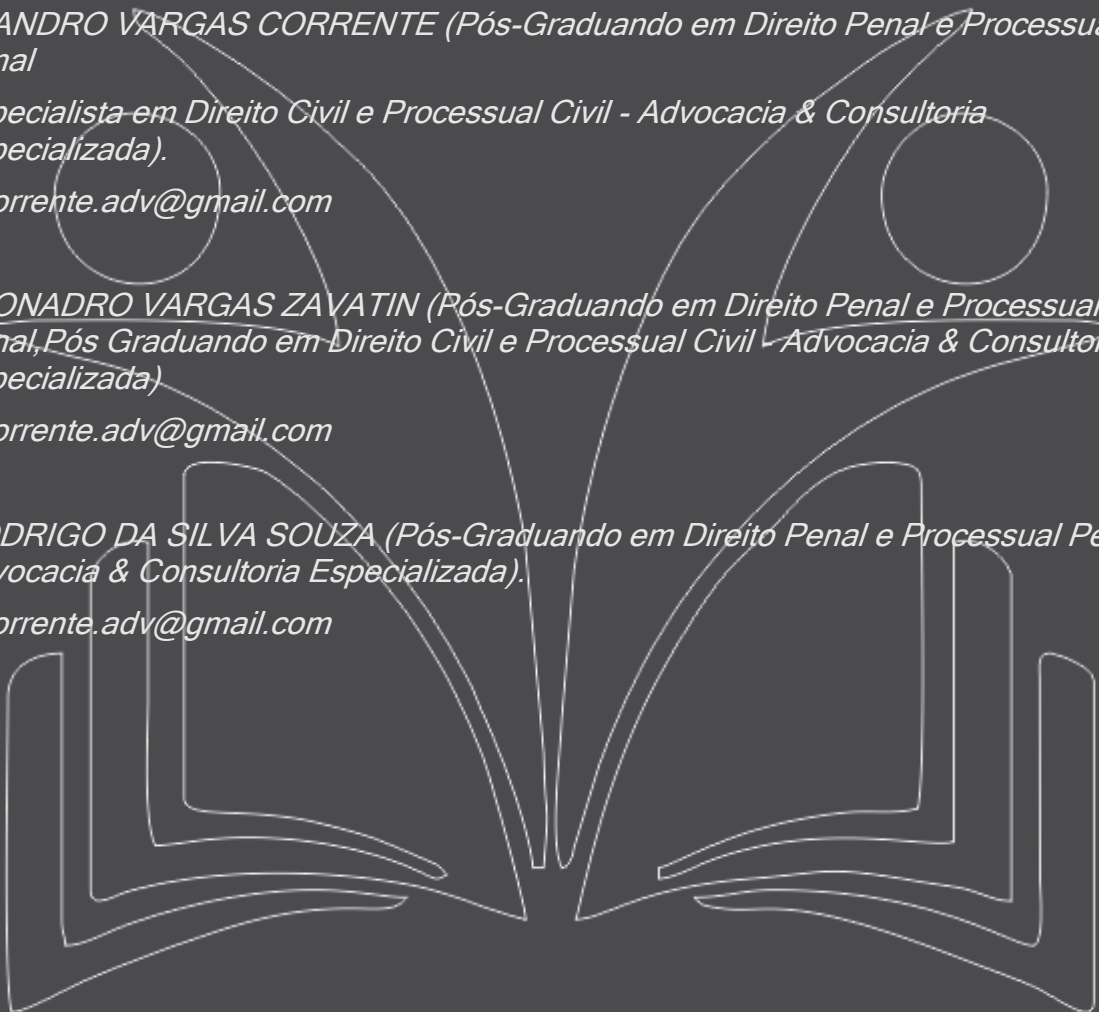 ANDRO VARGAS CORRENTE (Pós-Graduando em Direito Penal e Processua
nal
pecialista em Direito Civil e Processual Civil - Advocacia & Consultoria
pecializada).
orrente.adv@gmail.com
ONADRO VARGAS ZAVATIN (Pós-Graduando em Direito Penal e Processual
nal,Pós Graduando em Direito Civil e Processual Civil - Advocacia & Consultor
pecializada)
orrente.adv@gmail.com
DRIGO DA SILVA SOUZA (Pós-Graduando em Direito Penal e Processual Pe
vocacia & Consultoria Especializada).
orrente.adv@gmail.com